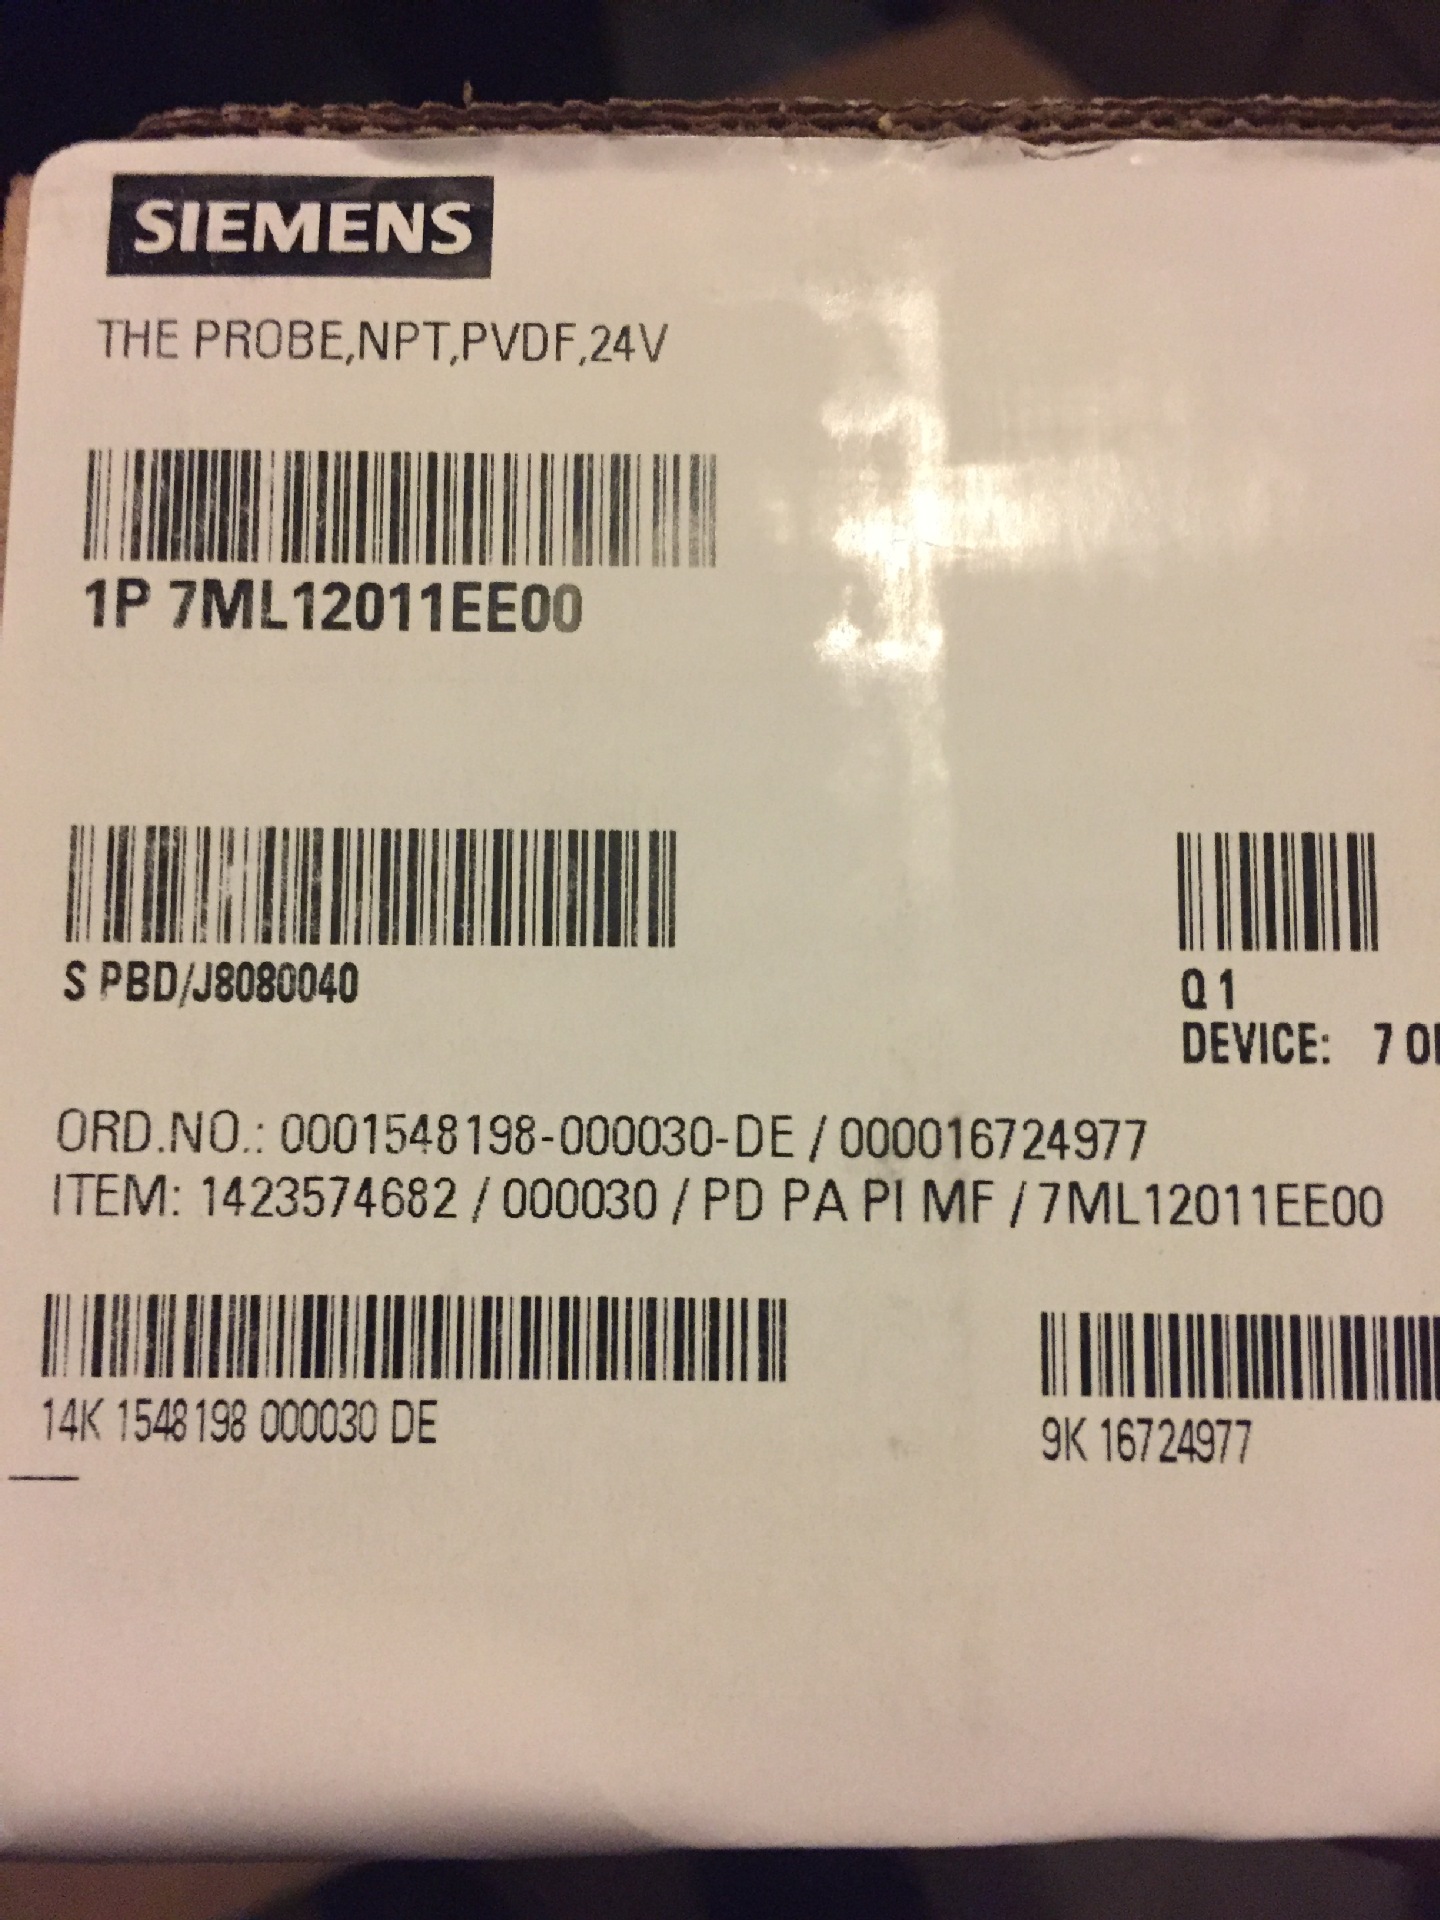 SIEMENS
THE PROBE,NPT,PVDF,24V
1P 7ML12011EE00
S PBD/J8080040
Q 1
DEVICE: 7
ORD.NO.: 0001548198-000030-DE / 000016724977
ITEM: 1423574682 / 000030 / PD PA PI MF / 7ML12011EE00
14K 1548198 000030 DE
9K 16724977